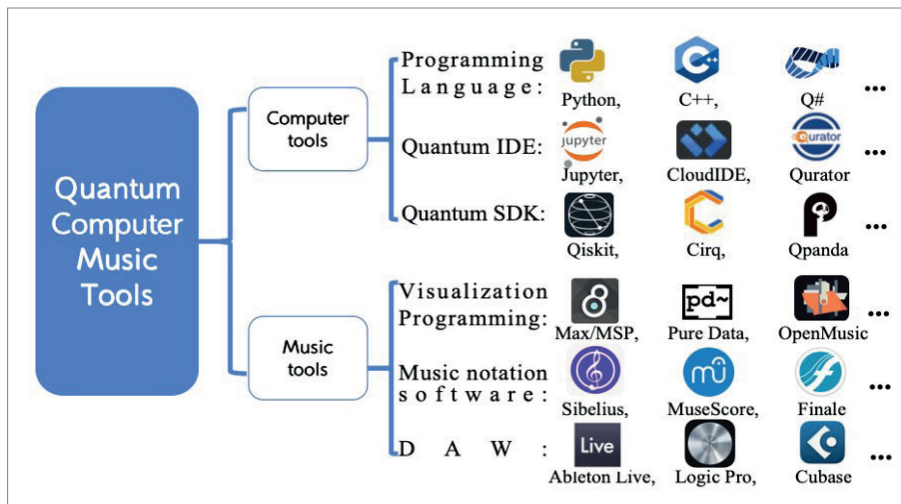 Quantum
Computer
Music
Tools
Computer
tools
Programming
Language:
Python,
C++,
Q#
...
Quantum IDE:
jupyter
Qurator
Jupyter,
CloudIDE,
Qurator
...
Quantum SDK:
Qiskit,
Cirq,
Qpanda
...
Music
tools
Visualization
Programming:
pd~
Max/MSP,
Pure Data,
OpenMusic
...
Music notation
software:
mu
Sibelius,
MuseScore,
Finale
...
D A W :
Live
Ableton Live,
Logic Pro,
Cubase
...